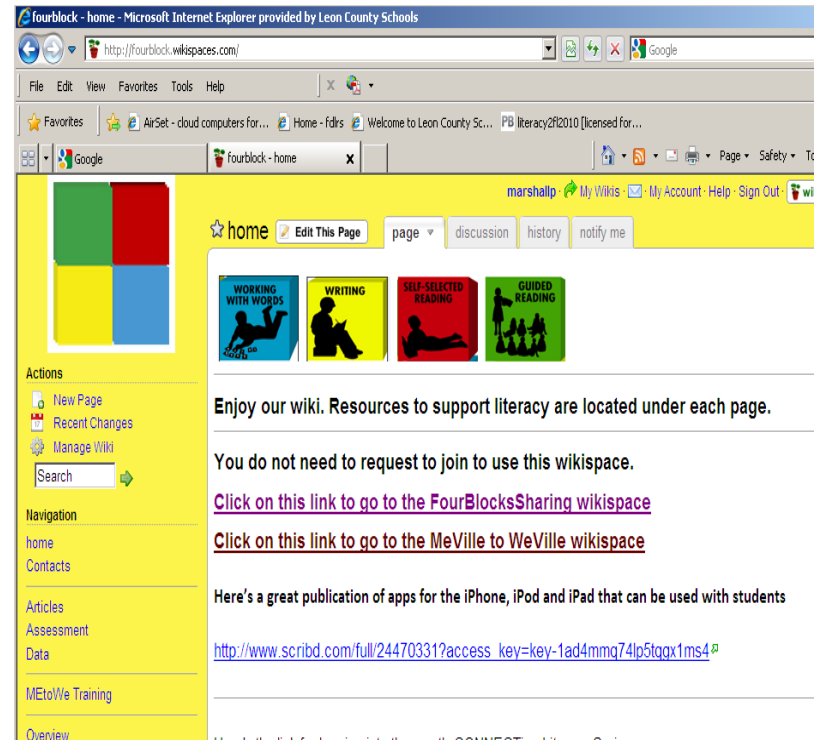 fourblock - home - Microsoft Internet Explorer provided by Leon County Schools
http://fourblock.wikispaces.com/
Google
File Edit View Favorites Tools Help
X
Favorites AirSet - cloud computers for... Home - fdlrs Welcome to Leon County Sc... PB literacy2fl2010 [licensed for...
Google fourblock - home x Page Safety
marshallp · My Wikis · My Account · Help · Sign Out ·
home Edit This Page page discussion history notify me
WORKING WITH WORDS
WRITING
SELF-SELECTED READING
GUIDED READING
Actions
New Page
Recent Changes
Manage Wiki
Search
Navigation
home
Contacts
Articles
Assessment
Data
MEtoWe Training
Overview
Enjoy our wiki. Resources to support literacy are located under each page.
You do not need to request to join to use this wikispace.
Click on this link to go to the FourBlocksSharing wikispace
Click on this link to go to the MeVille to WeVille wikispace
Here's a great publication of apps for the iPhone, iPod and iPad that can be used with students
http://www.scribd.com/full/24470331?access_key=key-1ad4mmq74lp5tqgx1ms4